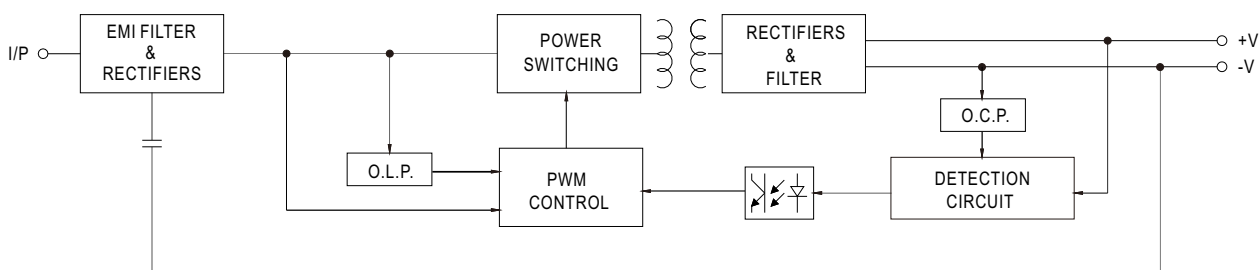 I/P
EMI FILTER
&
RECTIFIERS
POWER
SWITCHING
RECTIFIERS
&
FILTER
+V
-V
O.C.P.
O.L.P.
PWM
CONTROL
DETECTION
CIRCUIT